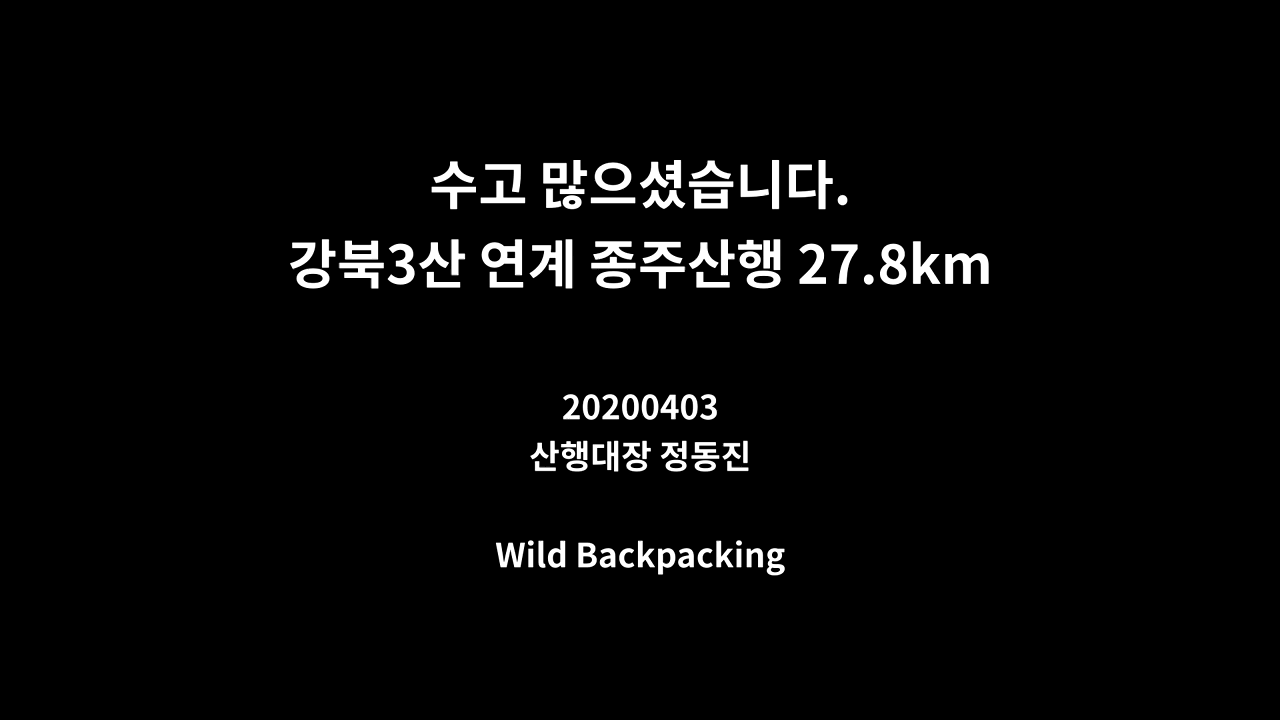 수고 많으셨습니다.
강북3산 연계 종주산행 27.8km
20200403
산행대장 정동진
Wild Backpacking